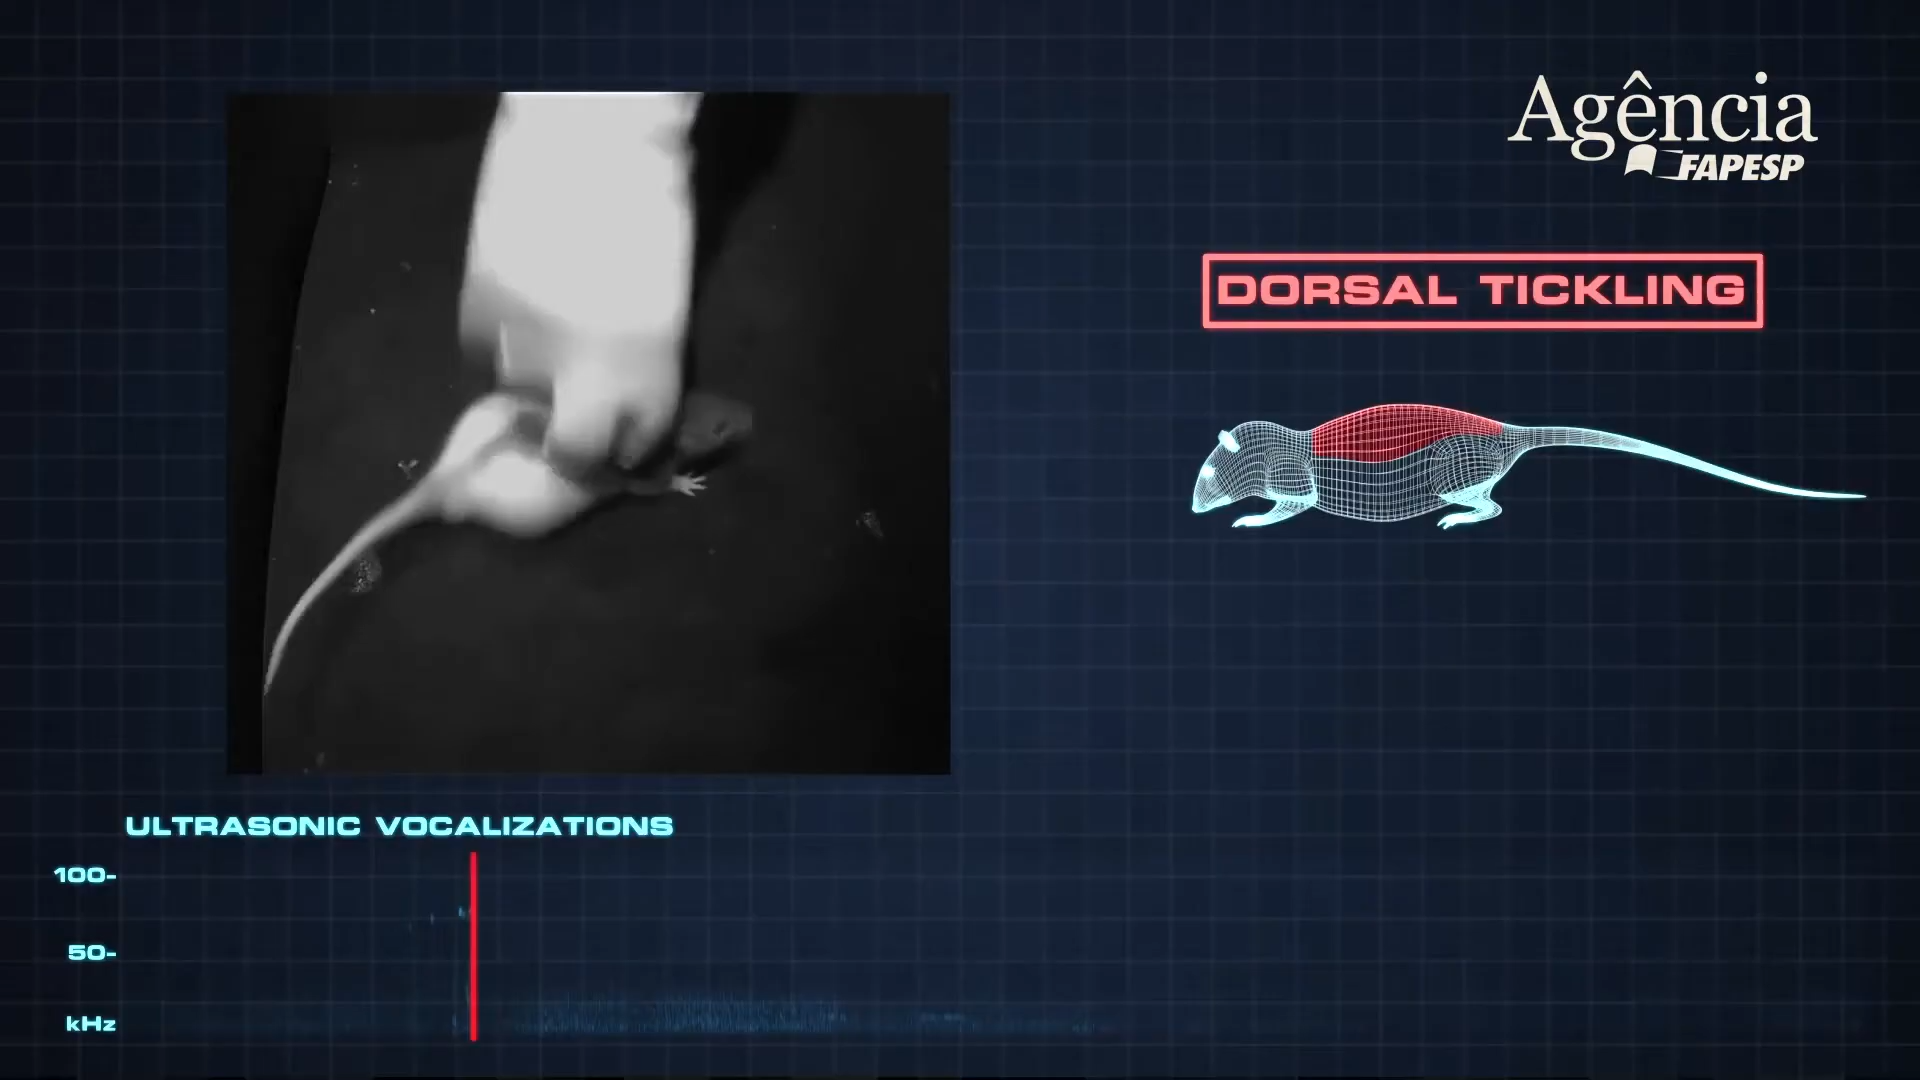 Agência
FAPESP
DORSAL TICKLING
ULTRASONIC VOCALIZATIONS
100-
50-
kHz